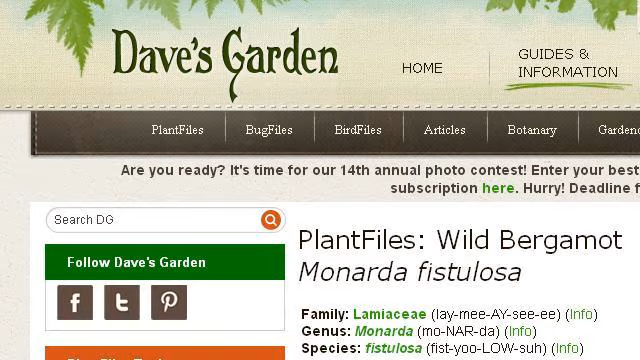 Dave's Garden
HOME
GUIDES &
INFORMATION
PlantFiles
BugFiles
BirdFiles
Articles
Botanary
Gardeno
Are you ready? It's time for our 14th annual photo contest! Enter your best
subscription here. Hurry! Deadline f
Search DG
Follow Dave's Garden
PlantFiles: Wild Bergamot
Monarda fistulosa
Family: Lamiaceae (lay-mee-AY-see-ee) (Info)
Genus: Monarda (mo-NAR-da) (Info)
Species: fistulosa (fist-yoo-LOW-suh) (Info)